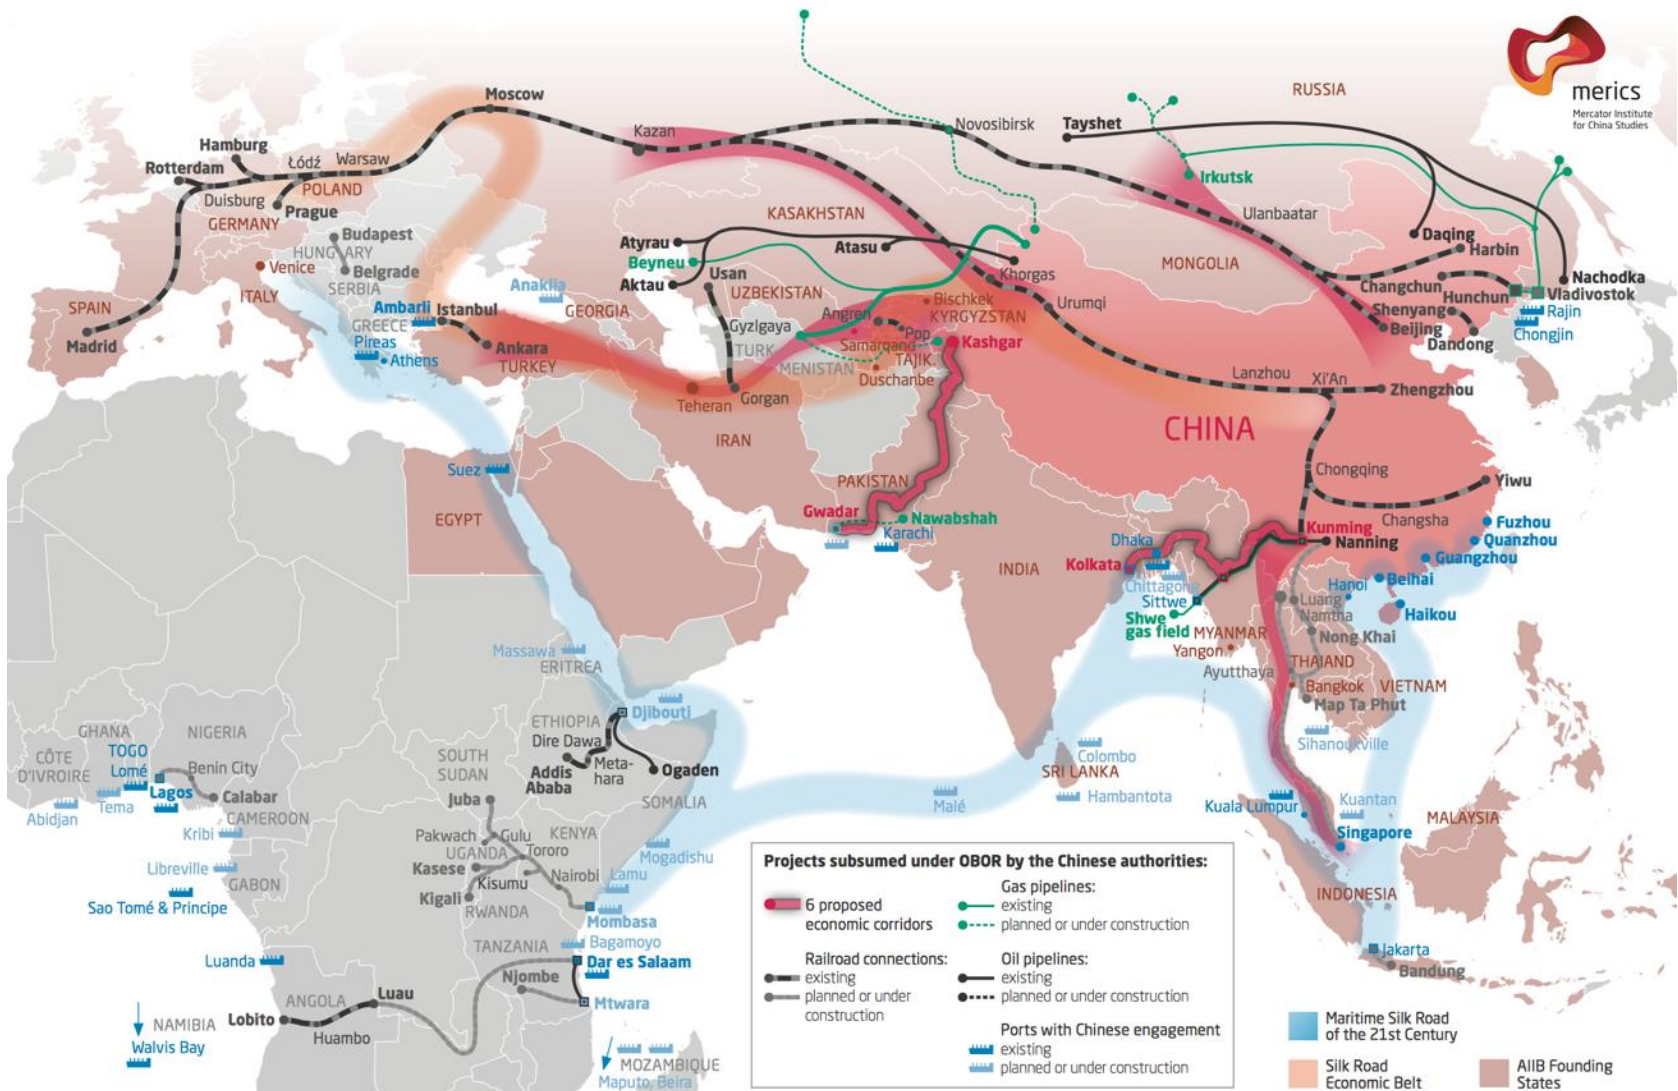 merics
Mercator Institute
for China Studies
RUSSIA
Moscow
Kazan
Novosibirsk
Tayshet
Irkutsk
Hamburg
Rotterdam
Łódź
Warsaw
POLAND
Duisburg
Prague
GERMANY
Ulanbaatar
KASAKHSTAN
Budapest
HUNGARY
Belgrade
SERBIA
Venice
ITALY
Atyrau
Beyneu
Aktau
Usan
Atasu
Khorgas
Urumqi
MONGOLIA
Daqing
Harbin
Changchun
Hunchun
Shenyang
Nachodka
Vladivostok
Rajin
Chongjin
Beijing
Dandong
SPAIN
Madrid
Ambarli
Istanbul
GREECE
Pireas
Athens
Anaklia
GEORGIA
Ankara
TURKEY
UZBEKISTAN
Gyzlgaya
TURK
MENISTAN
Angren
Pop
Bischkek
KYRGYZSTAN
Samarqand
TAJIK.
Duschanbe
Kashgar
Teheran
Gorgan
IRAN
Lanzhou
Xi'An
Zhengzhou
CHINA
Chongqing
Yiwu
Changsha
Suez
EGYPT
PAKISTAN
Gwadar
Nawabshah
Karachi
INDIA
Dhaka
Kolkata
Chittagong
Sittwe
Shwe
gas field
Kunming
Nanning
Fuzhou
Quanzhou
Guangzhou
Beihai
Hanoi
Haikou
Luang
Namtha
Nong Khai
MYANMAR
Yangon
Ayutthaya
THAIAND
Bangkok
VIETNAM
Map Ta Phut
Sihanoukville
Massawa
ERITREA
Djibouti
ETHIOPIA
Dire Dawa
Meta-
hara
Addis
Ababa
Ogaden
SOMALIA
GHANA
NIGERIA
CÔTE
D'IVROIRE
TOGO
Lomé
Benin City
Tema
Lagos
Calabar
Abidjan
CAMEROON
Kribi
Libreville
GABON
Sao Tomé & Principe
Luanda
SOUTH
SUDAN
Juba
Pakwach
Gulu
KENYA
UGANDA
Tororo
Kasese
Kisumu
Nairobi
Kigali
RWANDA
Mogadishu
Lamu
Mombasa
TANZANIA
Bagamoyo
Dar es Salaam
Njombe
Mtwara
ANGOLA
Luau
Lobito
Huambo
NAMIBIA
Walvis Bay
MOZAMBIQUE
Maputo, Beira
Malé
Colombo
SRI LANKA
Hambantota
Kuala Lumpur
Kuantan
Singapore
MALAYSIA
INDONESIA
Jakarta
Bandung
Projects subsumed under OBOR by the Chinese authorities:
6 proposed
economic corridors
Railroad connections:
existing
planned or under
construction
Gas pipelines:
existing
planned or under construction
Oil pipelines:
existing
planned or under construction
Ports with Chinese engagement
existing
planned or under construction
Maritime Silk Road
of the 21st Century
Silk Road
Economic Belt
AIIB Founding
States